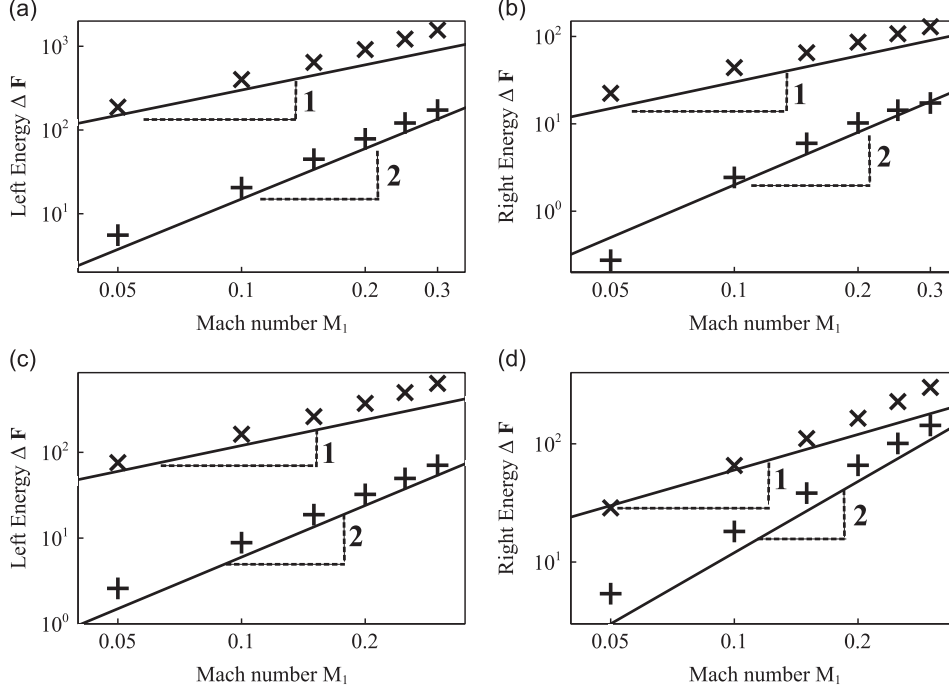 (a)
Left Energy Δ F
10³
10²
10¹
1
2
0.05 0.1 0.2 0.3
Mach number M₁
(b)
Right Energy Δ F
10²
10¹
10⁰
1
2
0.05 0.1 0.2 0.3
Mach number M₁
(c)
Left Energy Δ F
10²
10¹
10⁰
1
2
0.05 0.1 0.2
Mach number M₁
(d)
Right Energy Δ F
10²
10¹
1
2
0.05 0.1 0.2
Mach number M₁